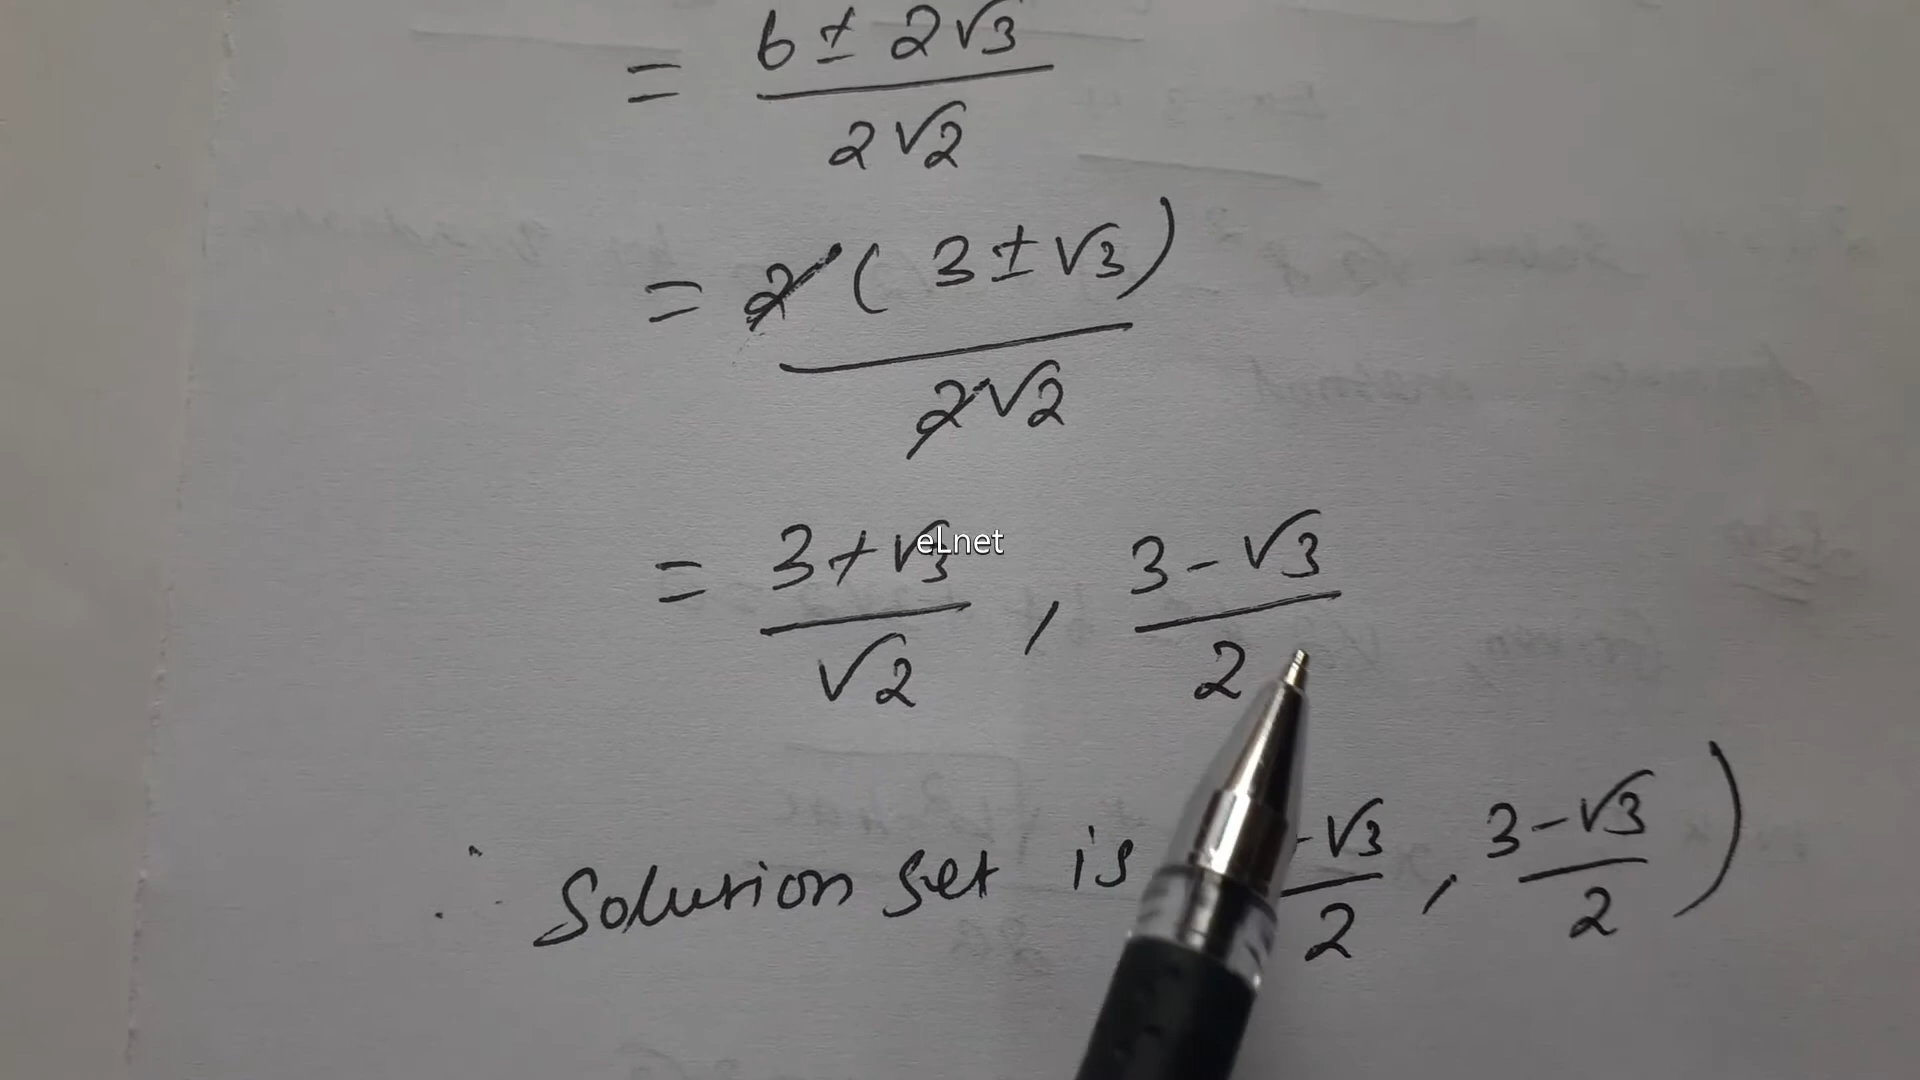 = 6 ± 2√3
2√2
= 2 ( 3 ± √3 )
2√2
= 3 + √3 , 3 - √3
√2 2
eLnet
∴ Solution set is -√3 , 3 - √3 )
2 2